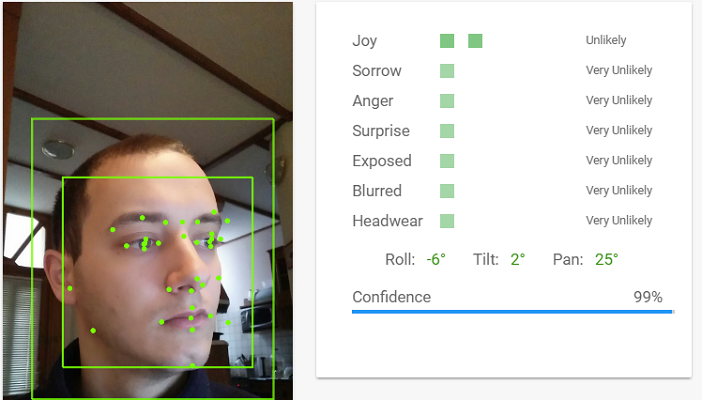 Joy Unlikely
Sorrow Very Unlikely
Anger Very Unlikely
Surprise Very Unlikely
Exposed Very Unlikely
Blurred Very Unlikely
Headwear Very Unlikely
Roll: -6° Tilt: 2° Pan: 25°
Confidence 99%